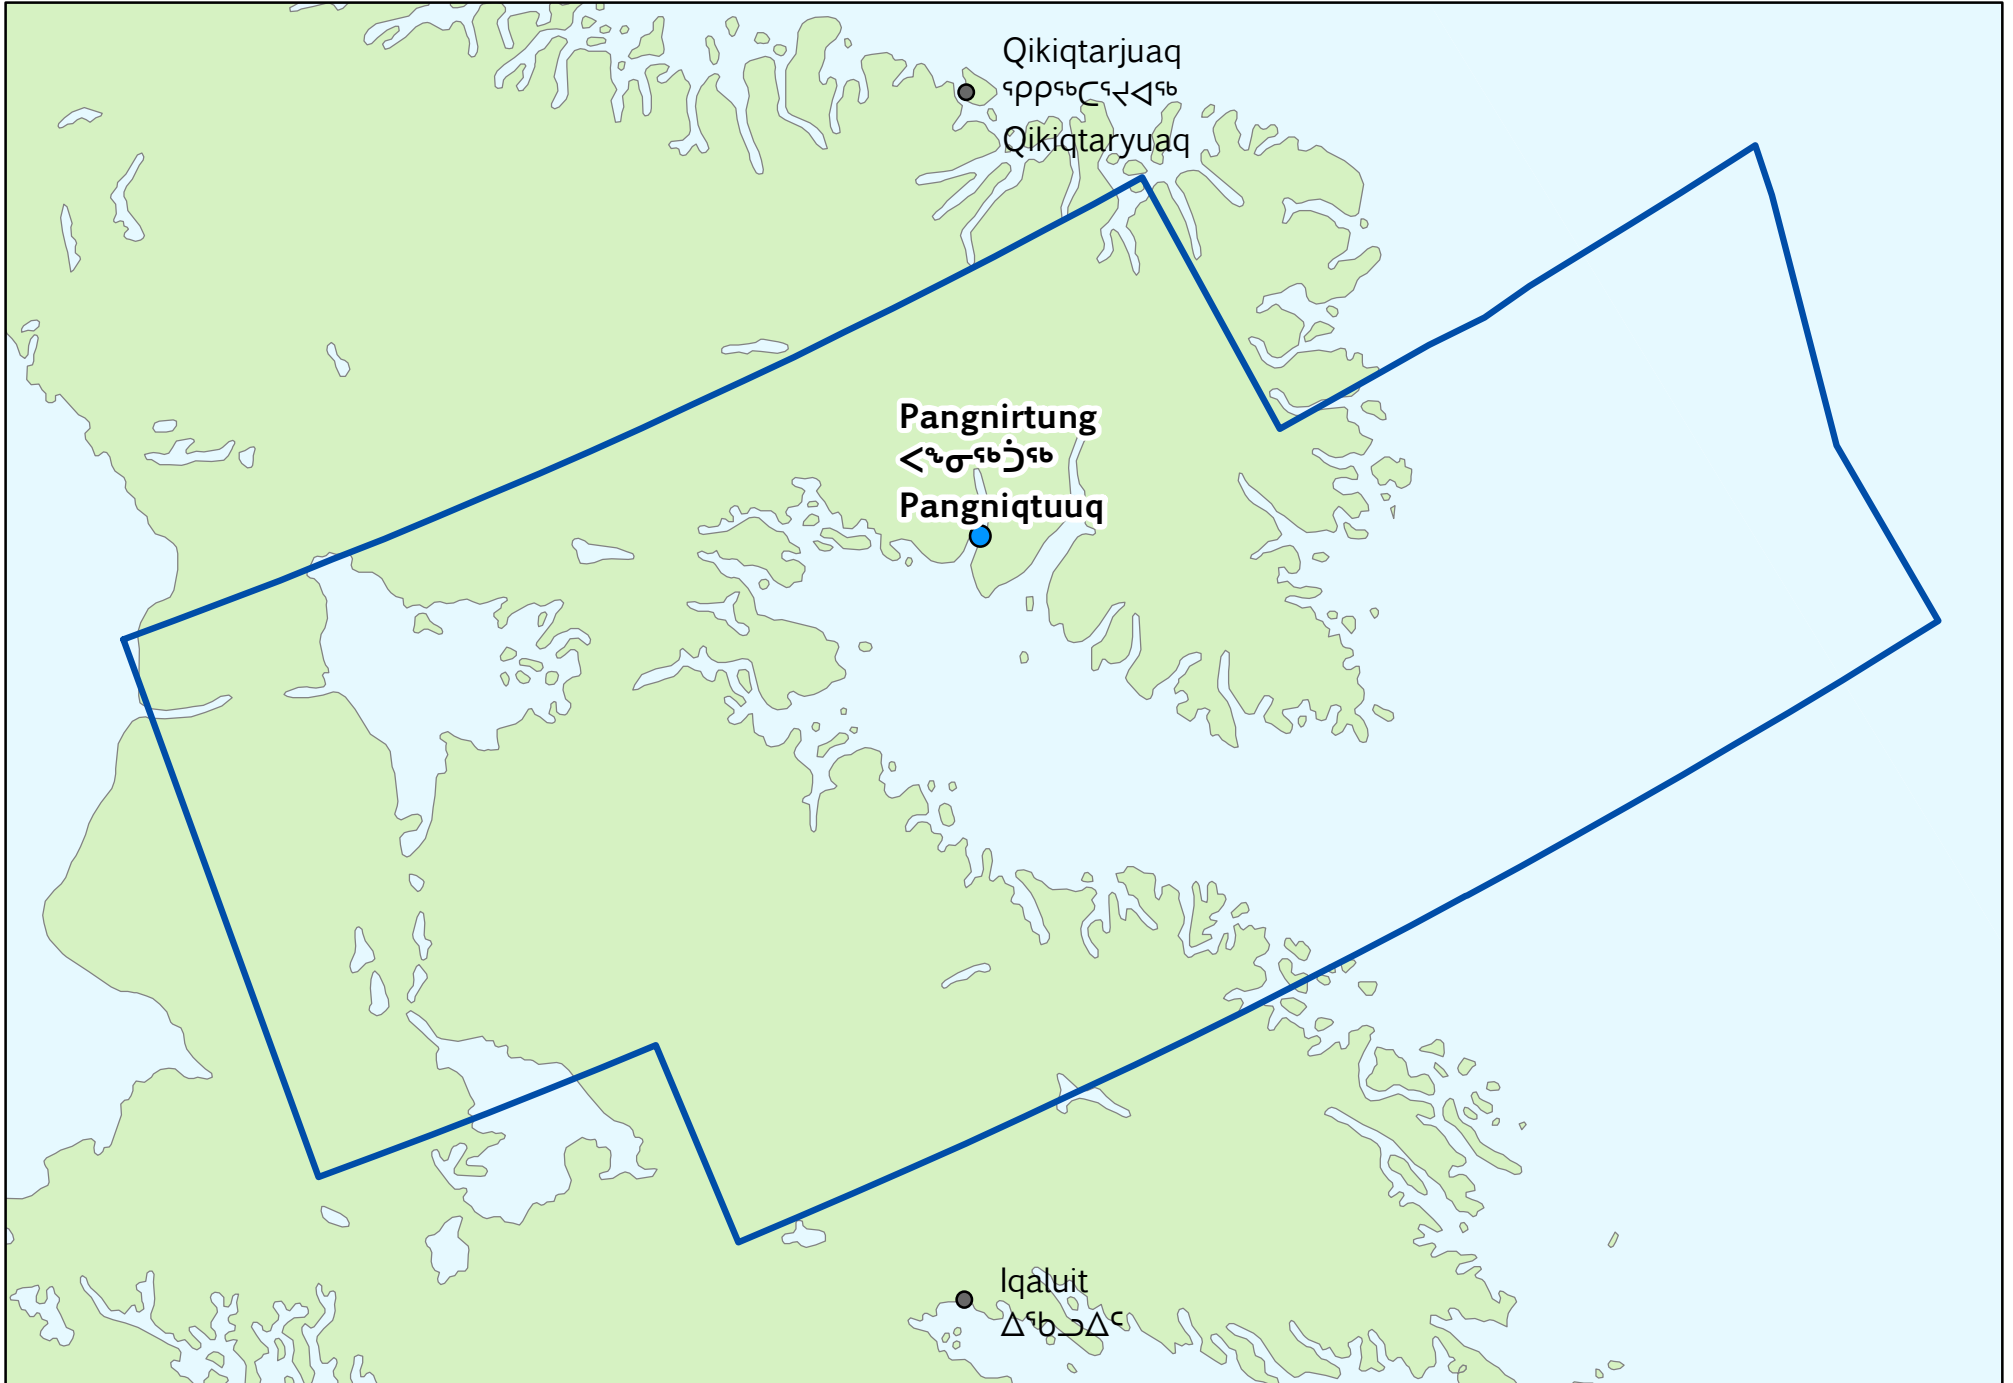 Qikiqtarjuaq
ᕿᑭᖅᑕᕐᔪᐊᖅ
Qikiqtaryuaq
Pangnirtung
ᐸᖕᓂᖅᑑᖅ
Pangniqtuuq
Iqaluit
ᐃᖃᓗᐃᑦ